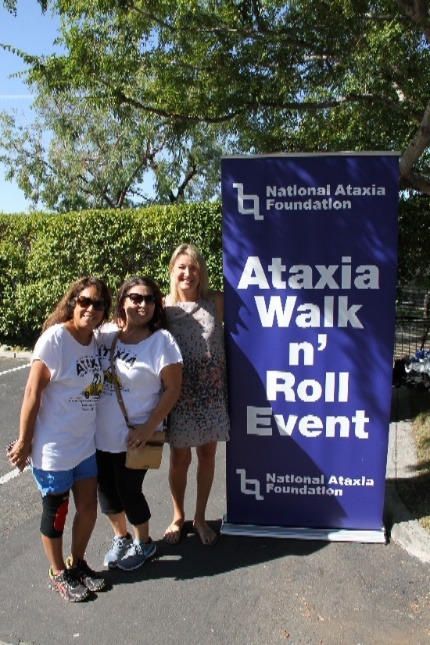 National Ataxia
Foundation
Ataxia
Walk
n’
Roll
Event
National Ataxia
Foundation